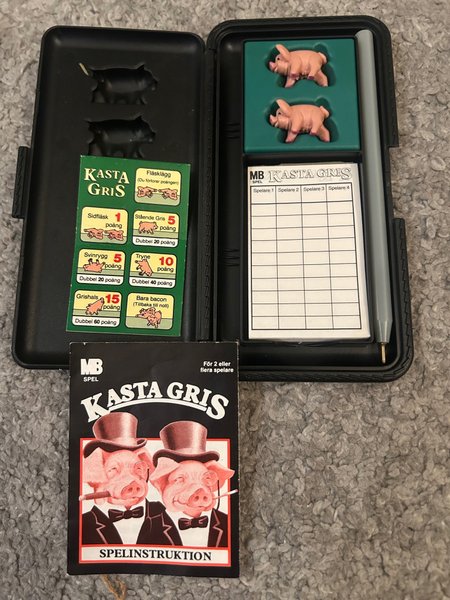 KASTA
GRIS
Fläsklägg
(Du förlorar poängen)
Sidfläsk 1
poäng
Stående Gris 5
poäng
Dubbel 20 poäng
Svinrygg 5
poäng
Dubbel 20 poäng
Tryne 10
poäng
Dubbel 40 poäng
Grishals 15
poäng
Dubbel 60 poäng
Bara bacon
(Tillbaka till noll)
MB
SPEL
KASTA GRIS
Spelare 1 Spelare 2 Spelare 3 Spelare 4
MB
SPEL
För 2 eller
flera spelare
KASTA GRIS
SPELINSTRUKTION